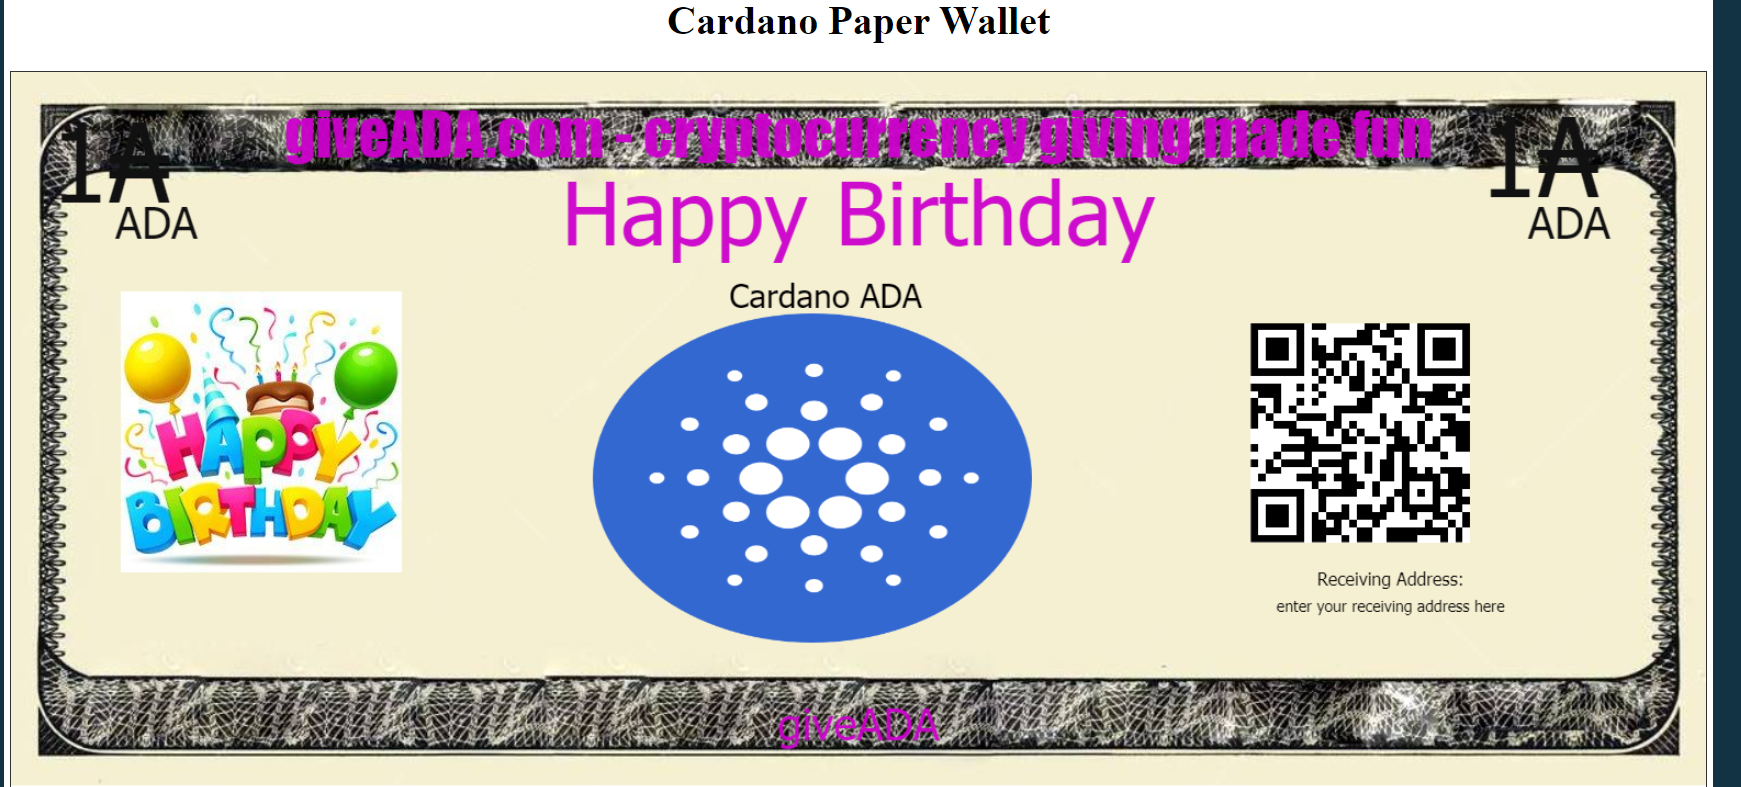 Cardano Paper Wallet
giveADA.com - cryptocurrency giving made fun
1₳
ADA
Happy Birthday
1₳
ADA
Cardano ADA
HAPPY
BIRTHDAY
Receiving Address:
enter your receiving address here
giveADA